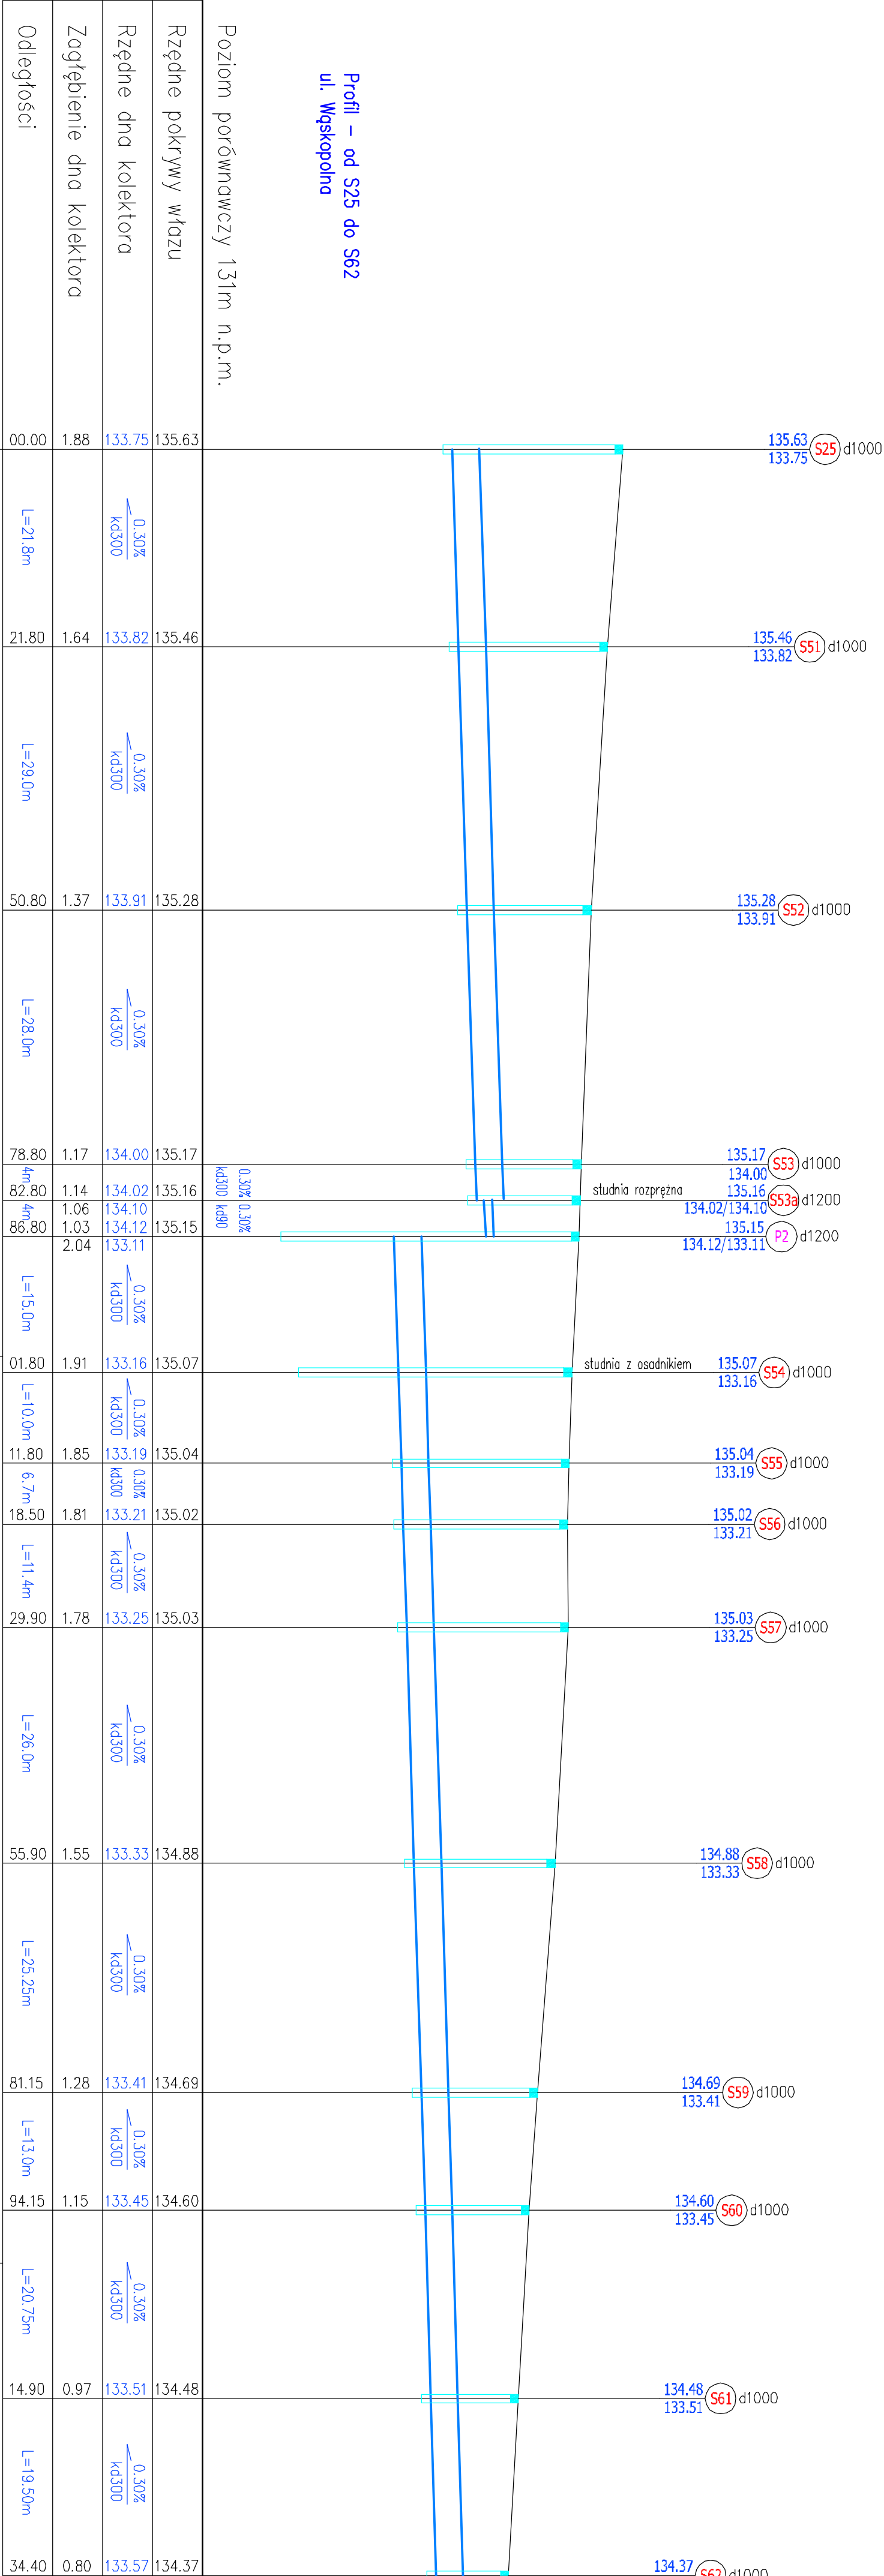 Profil – od S25 do S62
ul. Wąskopolna
Poziom porównawczy 131m n.p.m.
Rzędne pokrywy włazu
Rzędne dna kolektora
Zagłębienie dna kolektora
Odległości
00.00 1.88 133.75 135.63
135.63
133.75
S25 d1000
0.30%
kd300
L=21.8m
21.80 1.64 133.82 135.46
135.46
133.82
S51 d1000
0.30%
kd300
L=29.0m
50.80 1.37 133.91 135.28
135.28
133.91
S52 d1000
0.30%
kd300
L=28.0m
78.80 1.17 134.00 135.17
135.17
134.00
S53 d1000
4m
0.30% 0.30%
kd300 kd90
82.80 1.14 134.02 135.16
1.06 134.10
studnia rozprężna
135.16
134.02/134.10
S53a d1200
4m
86.80 1.03 134.12 135.15
2.04 133.11
135.15
134.12/133.11
P2 d1200
0.30%
kd300
L=15.0m
01.80 1.91 133.16 135.07
studnia z osadnikiem
135.07
133.16
S54 d1000
0.30%
kd300
L=10.0m
11.80 1.85 133.19 135.04
135.04
133.19
S55 d1000
0.30%
kd300
6.7m
18.50 1.81 133.21 135.02
135.02
133.21
S56 d1000
0.30%
kd300
L=11.4m
29.90 1.78 133.25 135.03
135.03
133.25
S57 d1000
0.30%
kd300
L=26.0m
55.90 1.55 133.33 134.88
134.88
133.33
S58 d1000
0.30%
kd300
L=25.25m
81.15 1.28 133.41 134.69
134.69
133.41
S59 d1000
0.30%
kd300
L=13.0m
94.15 1.15 133.45 134.60
134.60
133.45
S60 d1000
0.30%
kd300
L=20.75m
14.90 0.97 133.51 134.48
134.48
133.51
S61 d1000
0.30%
kd300
L=19.50m
34.40 0.80 133.57 134.37
134.37
S62 d1000